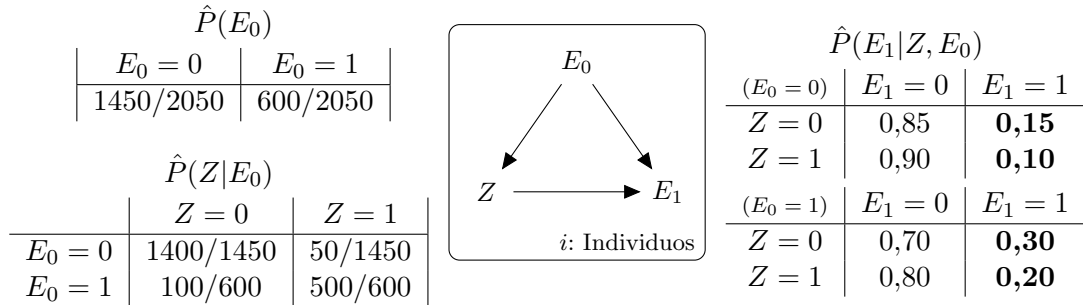 P̂(E₀)
E₀ = 0 | E₀ = 1
1450/2050 | 600/2050
P̂(Z|E₀)
Z = 0 | Z = 1
E₀ = 0 | 1400/1450 | 50/1450
E₀ = 1 | 100/600 | 500/600
E₀
Z
E₁
i: Individuos
P̂(E₁|Z, E₀)
(E₀ = 0) | E₁ = 0 | E₁ = 1
Z = 0 | 0,85 | 0,15
Z = 1 | 0,90 | 0,10
(E₀ = 1) | E₁ = 0 | E₁ = 1
Z = 0 | 0,70 | 0,30
Z = 1 | 0,80 | 0,20